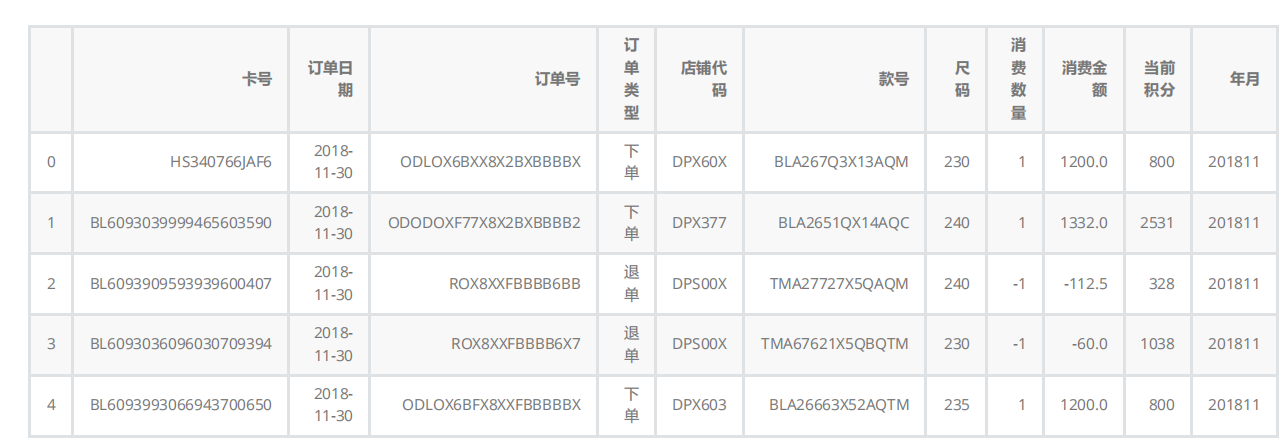 卡号 订单日期 订单号 订单类型 店铺代码 款号 尺码 消费数量 消费金额 当前积分 年月
0 HS340766JAF6 2018-11-30 ODLOX6BXX8X2BXBBBBX 下单 DPX60X BLA267Q3X13AQM 230 1 1200.0 800 201811
1 BL6093039999465603590 2018-11-30 ODODOXF77X8X2BXBBBB2 下单 DPX377 BLA2651QX14AQC 240 1 1332.0 2531 201811
2 BL6093909593939600407 2018-11-30 ROX8XXFBBBB6BB 退单 DPS00X TMA27727X5QAQM 240 -1 -112.5 328 201811
3 BL6093036096030709394 2018-11-30 ROX8XXFBBBB6X7 退单 DPS00X TMA67621X5QBQTM 230 -1 -60.0 1038 201811
4 BL6093993066943700650 2018-11-30 ODLOX6BFX8XXFBBBBBX 下单 DPX603 BLA26663X52AQTM 235 1 1200.0 800 201811